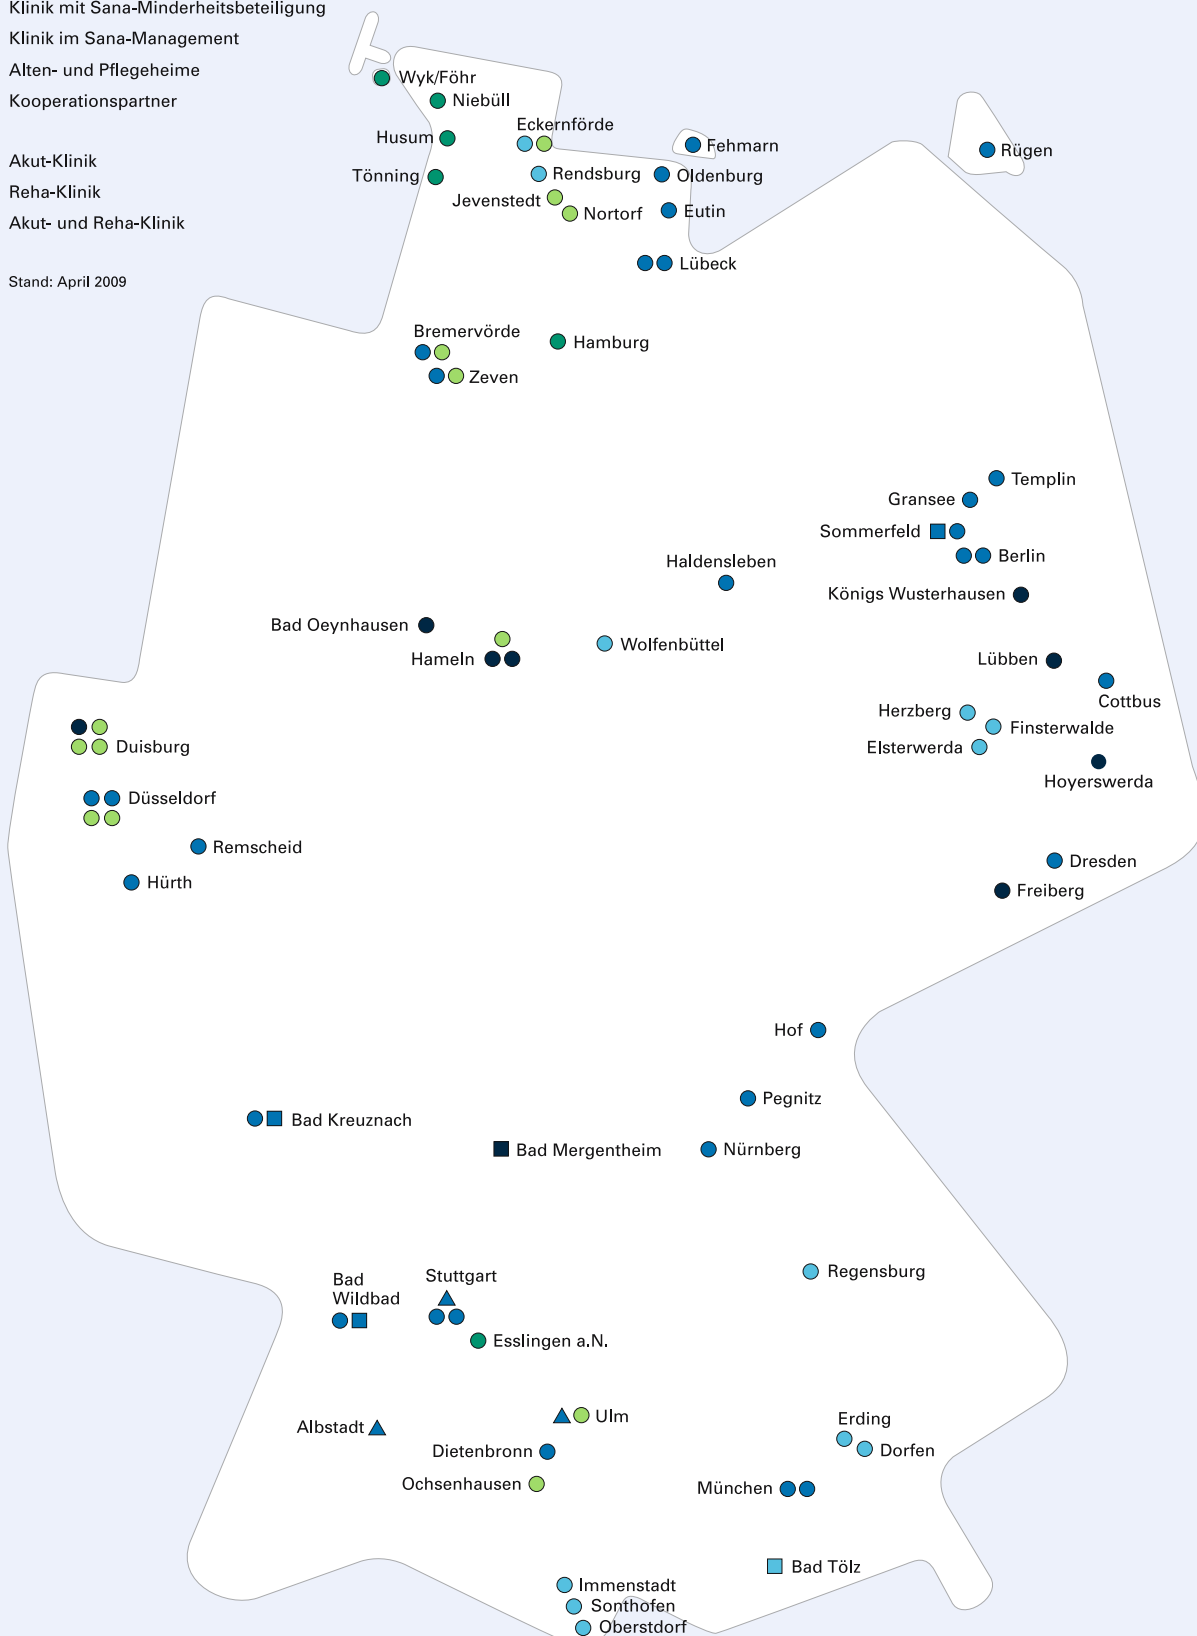 Klinik mit Sana-Minderheitsbeteiligung
Klinik im Sana-Management
Alten- und Pflegeheime
Kooperationspartner
Akut-Klinik
Reha-Klinik
Akut- und Reha-Klinik
Stand: April 2009
Wyk/Föhr
Niebüll
Eckernförde
Husum
Fehmarn
Rügen
Tönning
Rendsburg
Oldenburg
Jevenstedt
Nortorf
Eutin
Lübeck
Bremervörde
Hamburg
Zeven
Templin
Gransee
Sommerfeld
Berlin
Haldensleben
Königs Wusterhausen
Bad Oeynhausen
Wolfenbüttel
Hameln
Lübben
Cottbus
Herzberg
Finsterwalde
Elsterwerda
Duisburg
Hoyerswerda
Düsseldorf
Remscheid
Dresden
Hürth
Freiberg
Hof
Pegnitz
Bad Kreuznach
Bad Mergentheim
Nürnberg
Regensburg
Stuttgart
Bad
Wildbad
Esslingen a.N.
Ulm
Erding
Albstadt
Dietenbronn
Dorfen
Ochsenhausen
München
Bad Tölz
Immenstadt
Sonthofen
Oberstdorf